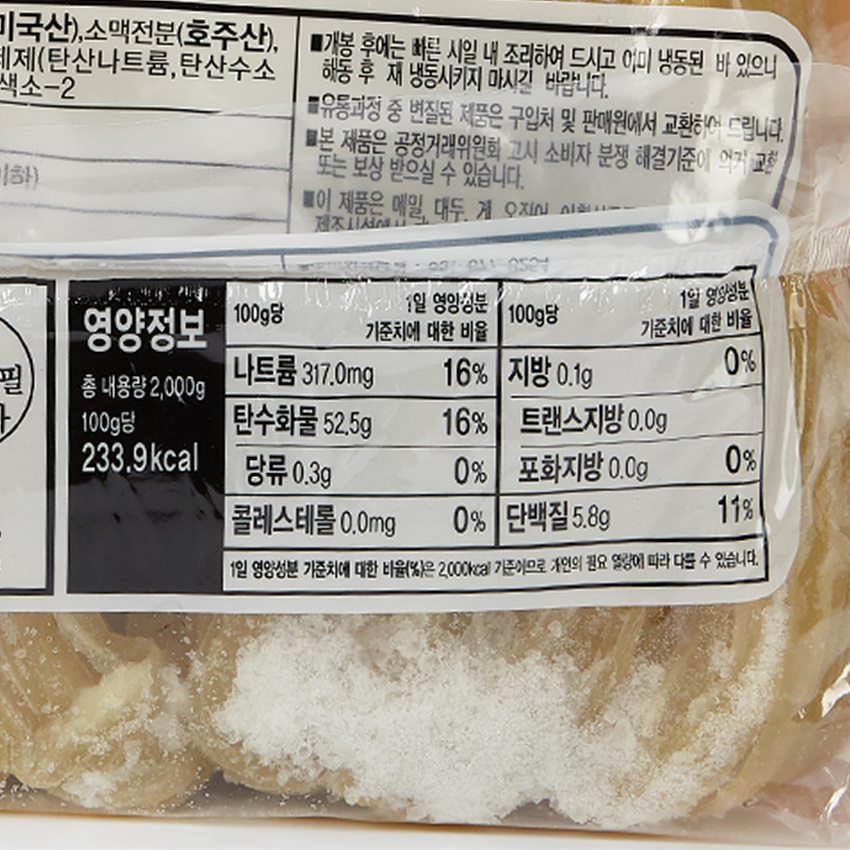 미국산),소맥전분(호주산),
제제(탄산나트륨,탄산수소
색소-2
이하)
■개봉 후에는 빠른 시일 내 조리하여 드시고 이미 냉동된 바 있으니
해동 후 재 냉동시키지 마시길 바랍니다.
■유통과정 중 변질된 제품은 구입처 및 판매원에서 교환하여 드립니다.
■본 제품은 공정거래위원회 고시 소비자 분쟁 해결기준에 의거 교환
또는 보상 받으실 수 있습니다.
■이 제품은 메밀, 대두, 게, 오징어,
제조시설에서
필
영양정보
총 내용량 2,000g
100g당
233.9kcal
100g당 1일 영양성분
기준치에 대한 비율
나트륨 317.0mg 16%
탄수화물 52.5g 16%
당류 0.3g 0%
콜레스테롤 0.0mg 0%
100g당 1일 영양성분
기준치에 대한 비율
지방 0.1g 0%
트랜스지방 0.0g
포화지방 0.0g 0%
단백질 5.8g 11%
1일 영양성분 기준치에 대한 비율(%)은 2,000kcal 기준이므로 개인의 필요 열량에 따라 다를 수 있습니다.